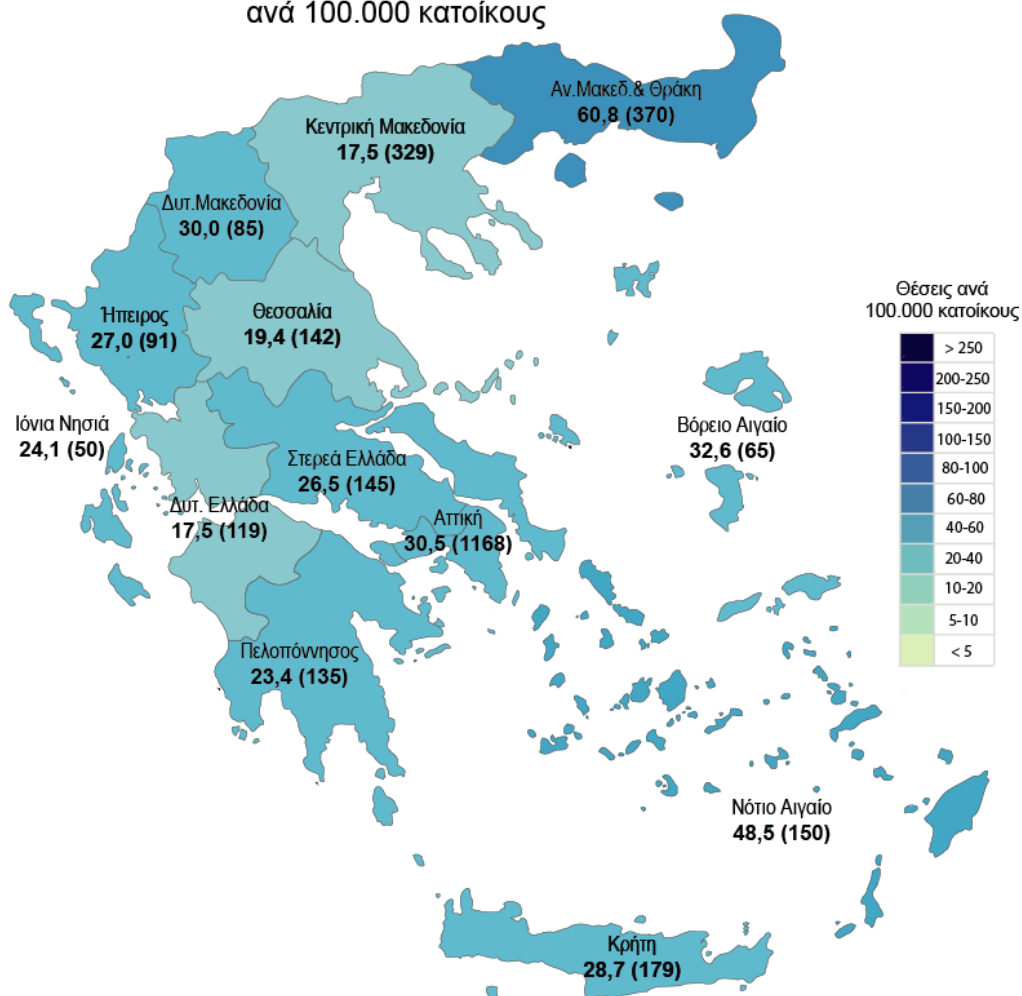 ανά 100.000 κατοίκους
Αν.Μακεδ.& Θράκη
60,8 (370)
Κεντρική Μακεδονία
17,5 (329)
Δυτ.Μακεδονία
30,0 (85)
Ήπειρος
27,0 (91)
Θεσσαλία
19,4 (142)
Θέσεις ανά
100.000 κατοίκους
> 250
200-250
150-200
100-150
80-100
60-80
40-60
20-40
10-20
5-10
< 5
Ιόνια Νησιά
24,1 (50)
Βόρειο Αιγαίο
32,6 (65)
Στερεά Ελλάδα
26,5 (145)
Δυτ. Ελλάδα
17,5 (119)
Αττική
30,5 (1168)
Πελοπόννησος
23,4 (135)
Νότιο Αιγαίο
48,5 (150)
Κρήτη
28,7 (179)